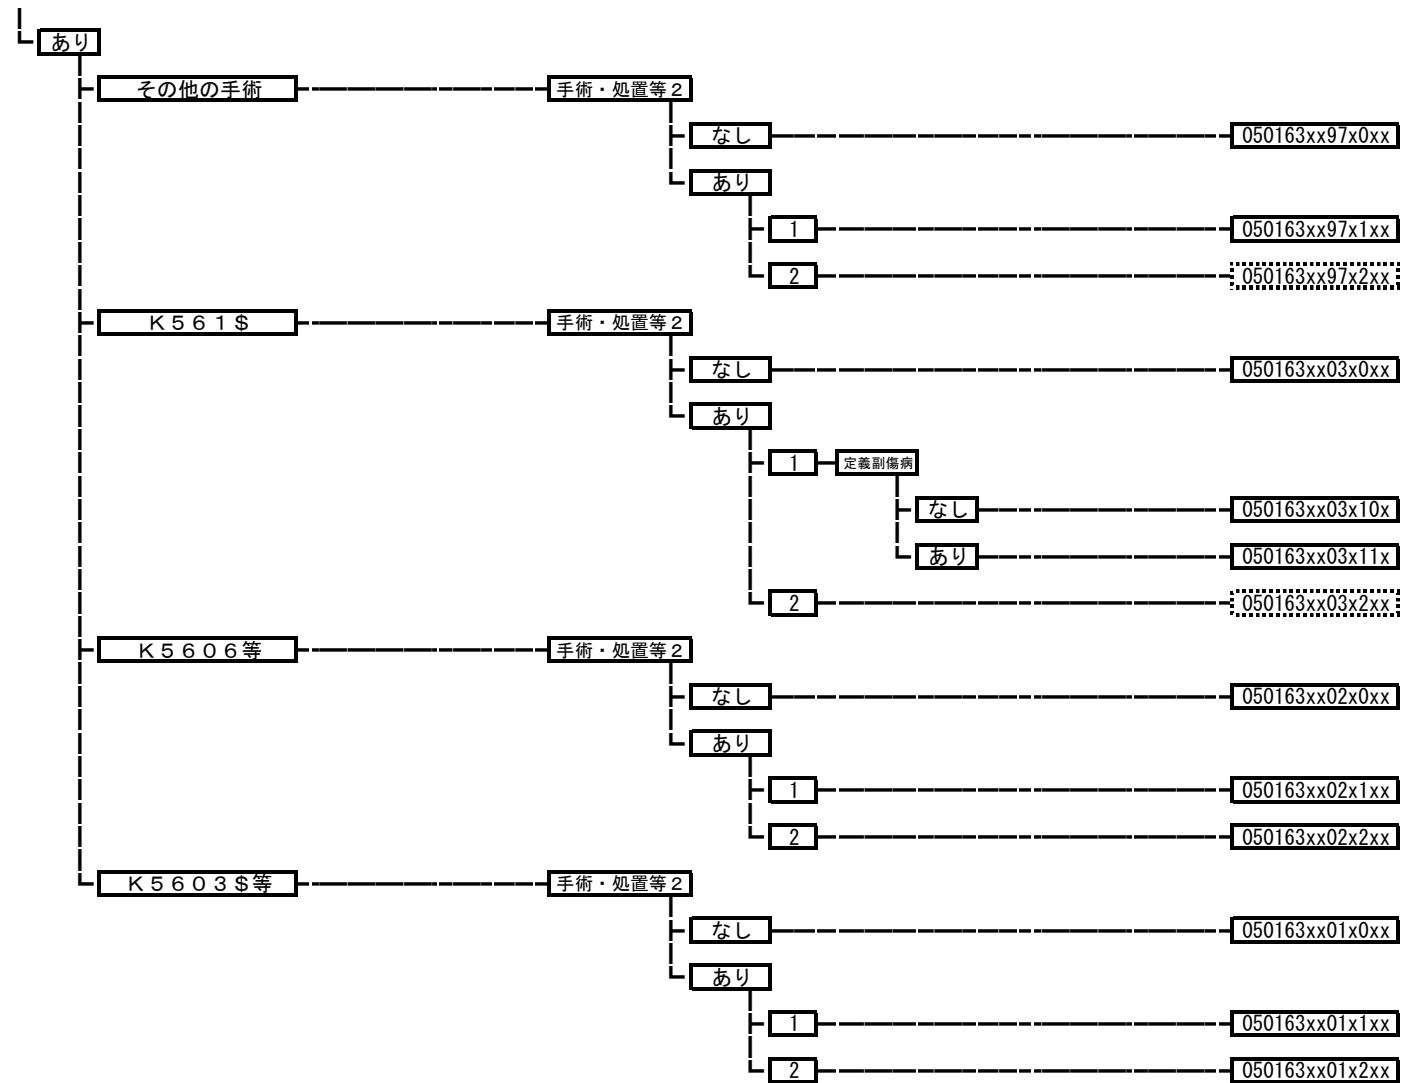 あり
その他の手術 手術・処置等２
なし 050163xx97x0xx
あり
1 050163xx97x1xx
2 050163xx97x2xx
Ｋ５６１＄ 手術・処置等２
なし 050163xx03x0xx
あり
1 定義副傷病
なし 050163xx03x10x
あり 050163xx03x11x
2 050163xx03x2xx
Ｋ５６０６等 手術・処置等２
なし 050163xx02x0xx
あり
1 050163xx02x1xx
2 050163xx02x2xx
Ｋ５６０３＄等 手術・処置等２
なし 050163xx01x0xx
あり
1 050163xx01x1xx
2 050163xx01x2xx